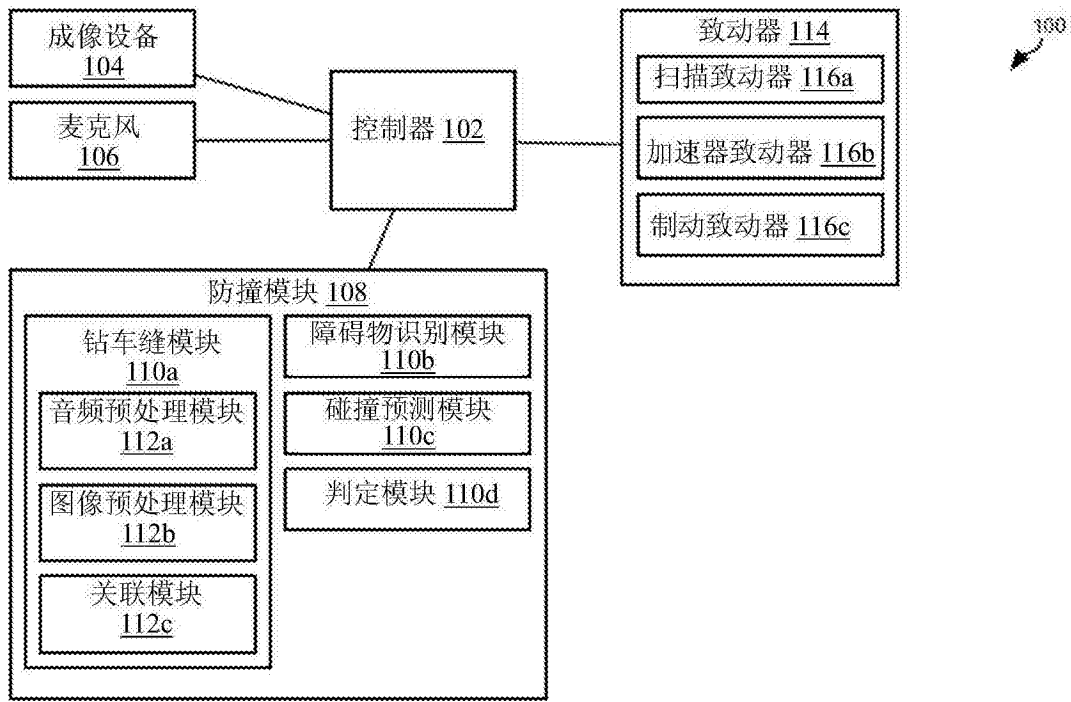 成像设备
104
麦克风
106
控制器 102
致动器 114
扫描致动器 116a
加速器致动器 116b
制动致动器 116c
100
防撞模块 108
钻车缝模块
110a
音频预处理模块
112a
图像预处理模块
112b
关联模块
112c
障碍物识别模块
110b
碰撞预测模块
110c
判定模块 110d